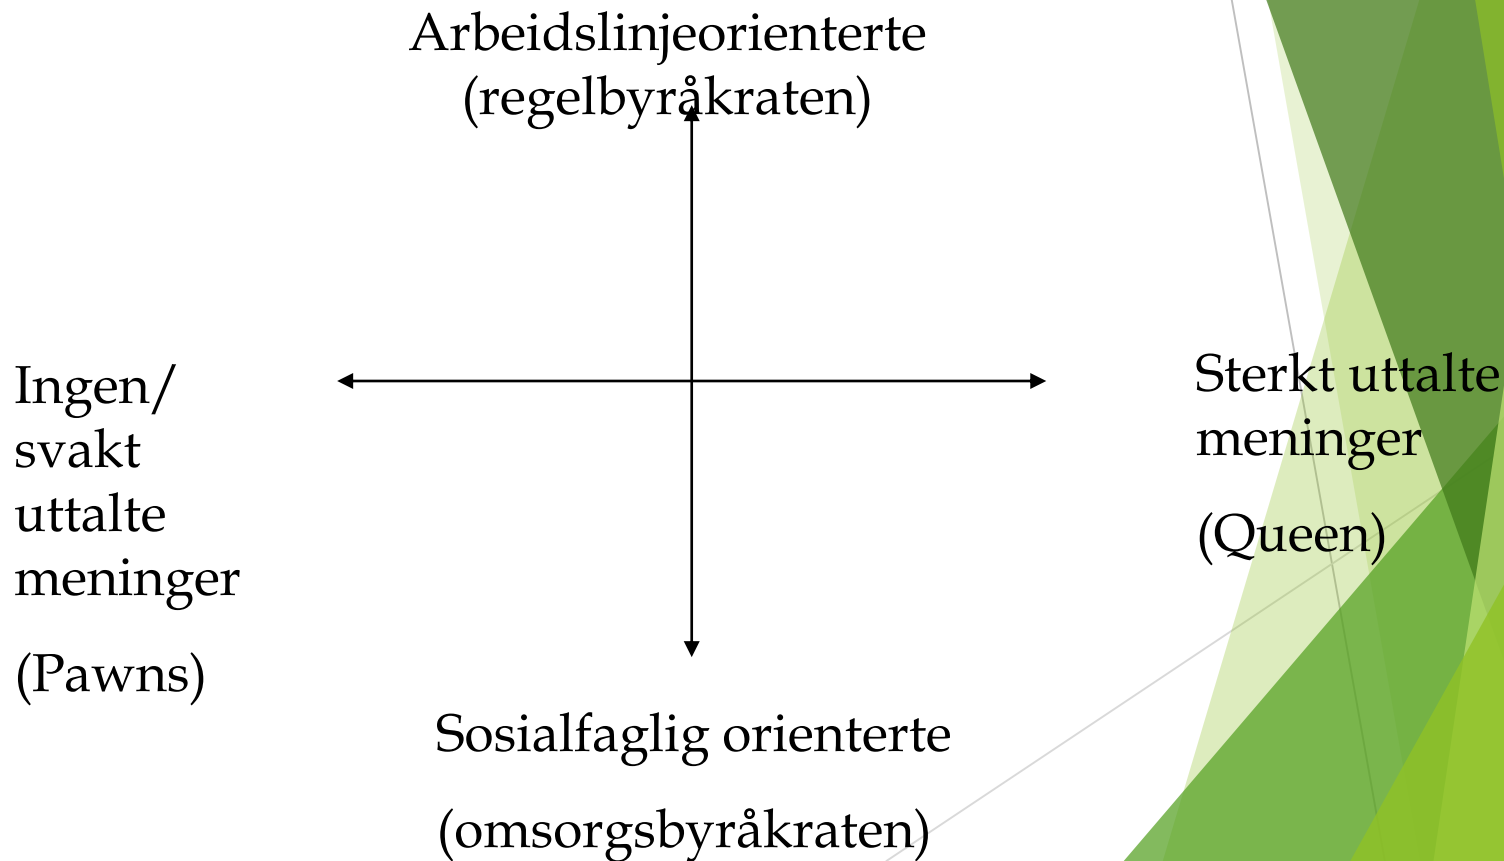 Arbeidslinjeorienterte
(regelbyråkraten)
Ingen/
svakt
uttalte
meninger
(Pawns)
Sterkt uttalte
meninger
(Queen)
Sosialfaglig orienterte
(omsorgsbyråkraten)